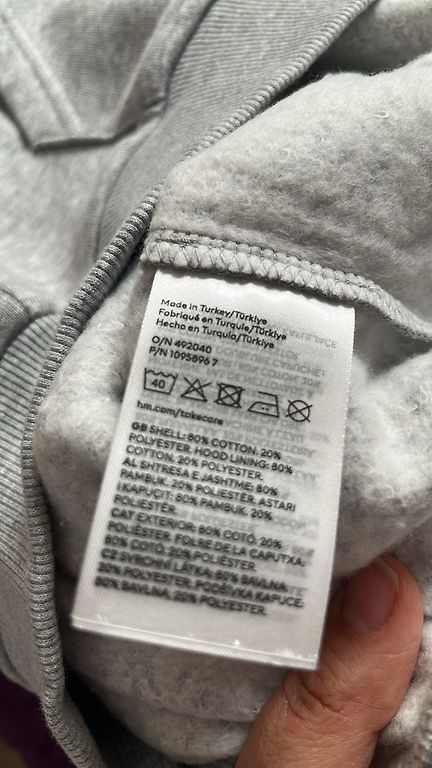 Made in Turkey/Türkiye
Fabriqué en Turquie/Türkiye
Hecho en Turquía/Türkiye
O/N 492040
P/N 1095896 7
40
hm.com/takecare
GB SHELL: 80% COTTON. 20%
POLYESTER. HOOD LINING: 80%
COTTON. 20% POLYESTER.
AL SHTRESA E JASHTME: 80%
PAMBUK. 20% POLIESTËR. ASTARI
I KAPUÇIT: 80% PAMBUK. 20%
POLIESTËR.
CAT EXTERIOR: 80% COTÓ. 20%
POLIÈSTER. FOLRE DE LA CAPUTXA:
80% COTÓ. 20% POLIÈSTER.
CZ SVRCHNÍ LÁTKA: 80% BAVLNA.
20% POLYESTER. PODŠÍVKA KAPUCE:
80% BAVLNA. 20% POLYESTER.